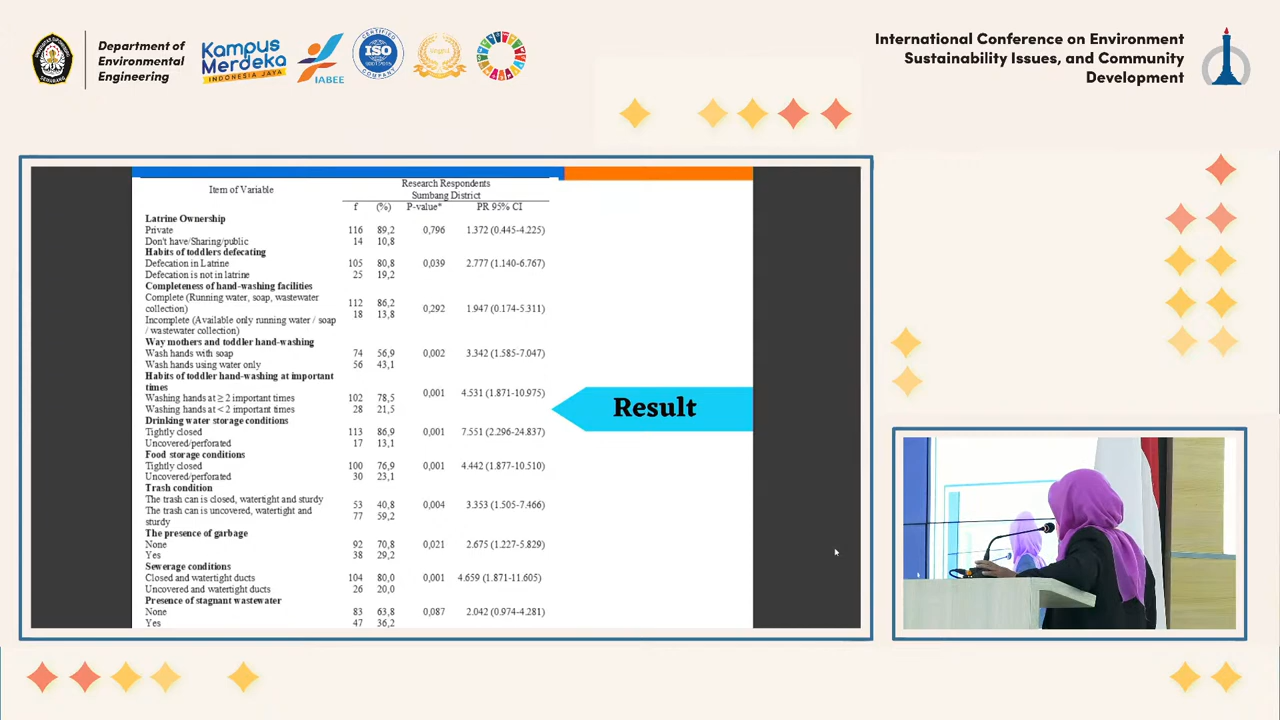 Department of
Environmental
Engineering
Kampus
Merdeka
INDONESIA JAYA
IABEE
CERTIFIED
ISO
COMPANY
International Conference on Environment
Sustainability Issues, and Community
Development
Item of Variable
Research Respondents
Sumbang District
f (%) P-value* PR 95% CI
Latrine Ownership
Private 116 89,2 0,796 1.372 (0.445-4.225)
Don't have/Sharing/public 14 10,8
Habits of toddlers defecating
Defecation in Latrine 105 80,8 0,039 2.777 (1.140-6.767)
Defecation is not in latrine 25 19,2
Completeness of hand-washing facilities
Complete (Running water, soap, wastewater
collection) 112 86,2
0,292 1.947 (0.174-5.311)
18 13,8
Incomplete (Available only running water / soap
/ wastewater collection)
Way mothers and toddler hand-washing
Wash hands with soap 74 56,9 0,002 3.342 (1.585-7.047)
Wash hands using water only 56 43,1
Habits of toddler hand-washing at important
times
0,001 4.531 (1.871-10.975)
Washing hands at ≥ 2 important times 102 78,5
Washing hands at < 2 important times 28 21,5
Drinking water storage conditions
Tightly closed 113 86,9 0,001 7.551 (2.296-24.837)
Uncovered/perforated 17 13,1
Food storage conditions
Tightly closed 100 76,9 0,001 4.442 (1.877-10.510)
Uncovered/perforated 30 23,1
Trash condition
The trash can is closed, watertight and sturdy 53 40,8 0,004 3.353 (1.505-7.466)
The trash can is uncovered, watertight and
sturdy 77 59,2
The presence of garbage
None 92 70,8 0,021 2.675 (1.227-5.829)
Yes 38 29,2
Sewerage conditions
Closed and watertight ducts 104 80,0 0,001 4.659 (1.871-11.605)
Uncovered and watertight ducts 26 20,0
Presence of stagnant wastewater
None 83 63,8 0,087 2.042 (0.974-4.281)
Yes 47 36,2
Result